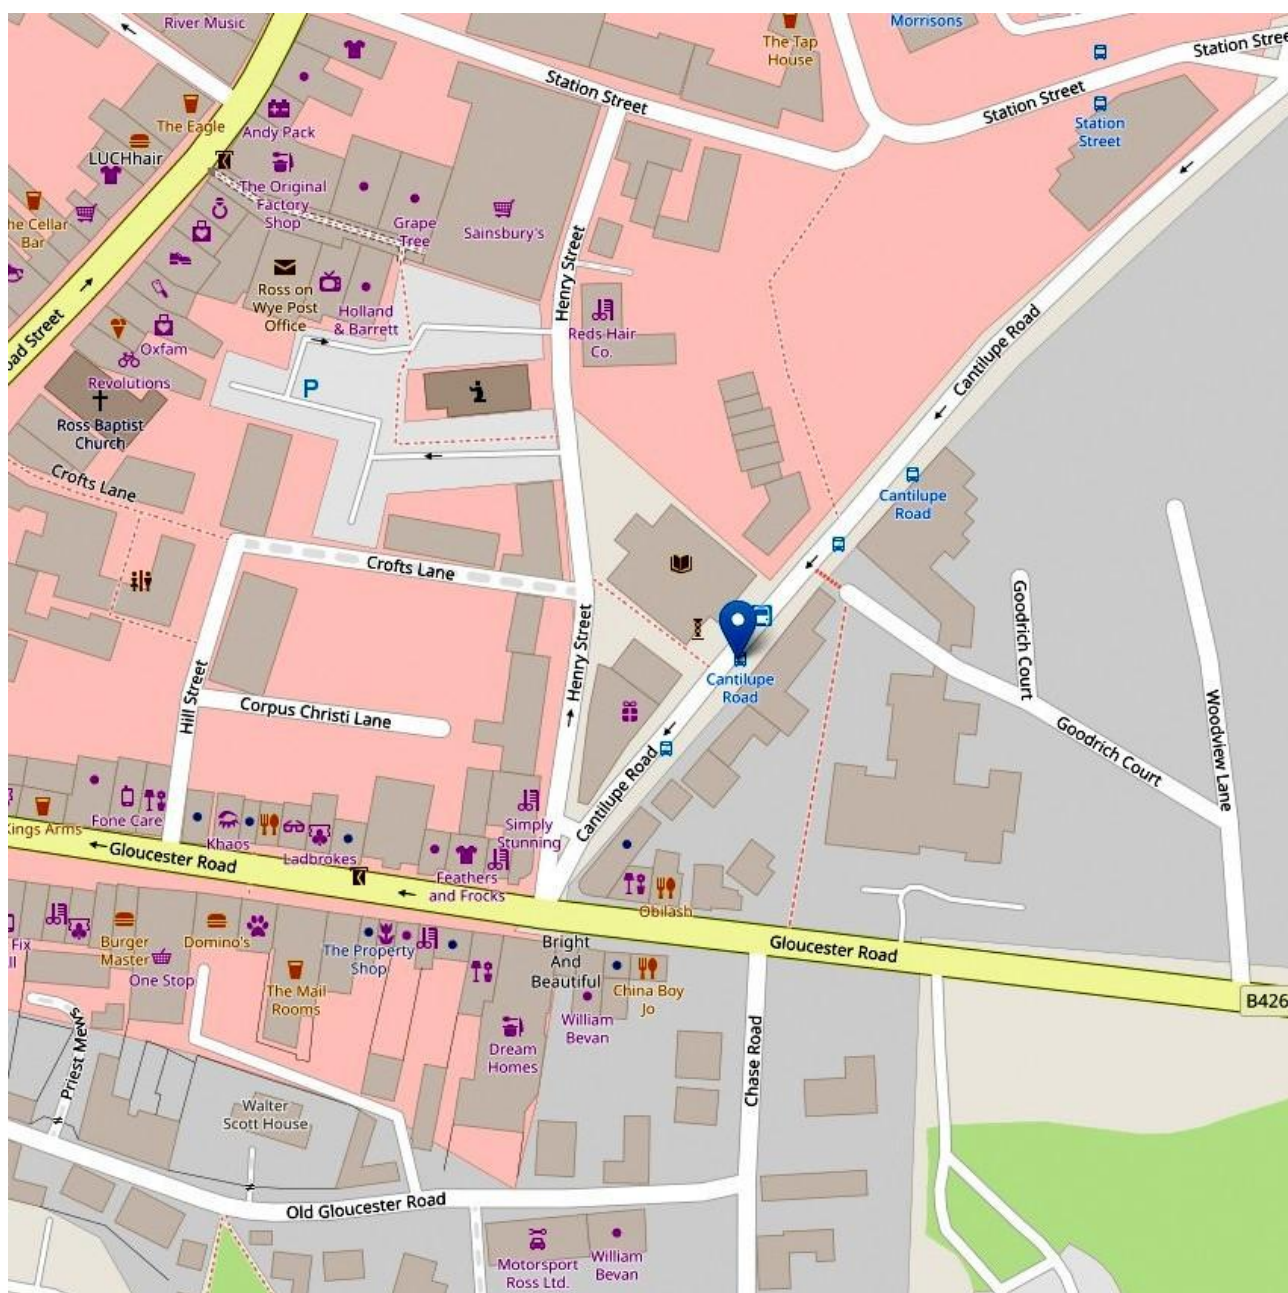 River Music
Morrisons
The Tap
House
Station Street
Station Street
Station Stree
Station
Street
The Eagle
Andy Pack
LUCHhair
The Original
Factory
Shop
Grape
Tree
Sainsbury's
he Cellar
Bar
Henry Street
Ross on
Wye Post
Office
Holland
& Barrett
Reds Hair
Co.
oad Street
Oxfam
Revolutions
P
Cantilupe Road
Ross Baptist
Church
Crofts Lane
Cantilupe
Road
Crofts Lane
Goodrich Court
Henry Street
Cantilupe
Road
Hill Street
Corpus Christi Lane
Goodrich Court
Woodview Lane
Cantilupe Road
Kings Arms
Fone Care
Khaos
Ladbrokes
Simply
Stunning
Gloucester Road
Feathers
and Frocks
Obilash
Fix
ll
Burger
Master
Domino's
One Stop
The Property
Shop
The Mail
Rooms
Bright
And
Beautiful
Gloucester Road
China Boy
Jo
B426
William
Bevan
Dream
Homes
Priest Mews
Chase Road
Walter
Scott House
Old Gloucester Road
Motorsport
Ross Ltd.
William
Bevan